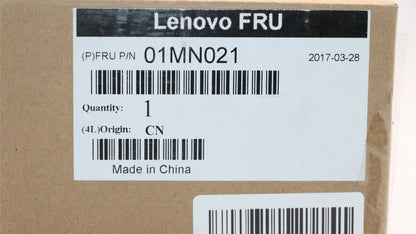 Lenovo FRU
(P)FRU P/N 01MN021 2017-03-28
Quantity: 1
(4L)Origin: CN
Made in China